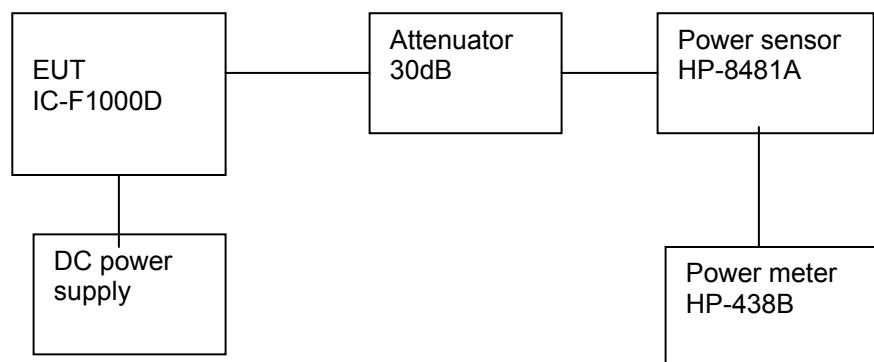 EUT
IC-F1000D
Attenuator
30dB
Power sensor
HP-8481A
DC power
supply
Power meter
HP-438B